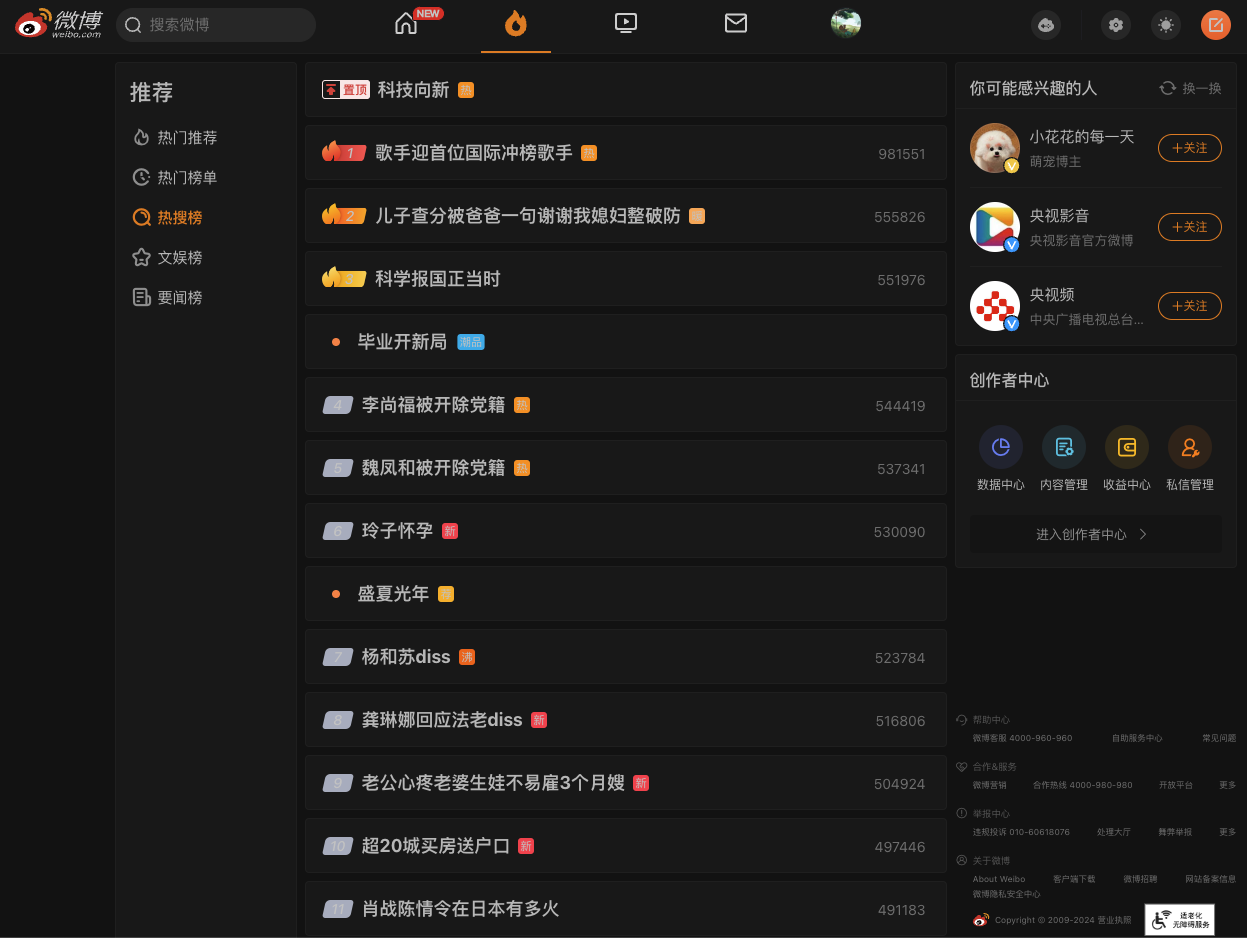 微博
weibo.com
搜索微博
NEW
推荐
热门推荐
热门榜单
热搜榜
文娱榜
要闻榜
置顶 科技向新 热
1 歌手迎首位国际冲榜歌手 热 981551
2 儿子查分被爸爸一句谢谢我媳妇整破防 555826
3 科学报国正当时 551976
毕业开新局 潮品
4 李尚福被开除党籍 热 544419
5 魏凤和被开除党籍 热 537341
6 玲子怀孕 新 530090
盛夏光年
7 杨和苏diss 沸 523784
8 龚琳娜回应法老diss 新 516806
9 老公心疼老婆生娃不易雇3个月嫂 新 504924
10 超20城买房送户口 新 497446
11 肖战陈情令在日本有多火 491183
你可能感兴趣的人 换一换
小花花的每一天
萌宠博主
+关注
央视影音
央视影音官方微博
+关注
央视频
中央广播电视总台...
+关注
创作者中心
数据中心 内容管理 收益中心 私信管理
进入创作者中心
帮助中心
微博客服 4000-960-960 自助服务中心 常见问题
合作&服务
微博营销 合作热线 4000-980-980 开放平台 更多
举报中心
违规投诉 010-60618076 处理大厅 舞弊举报 更多
关于微博
About Weibo 客户端下载 微博招聘 网站备案信息
微博隐私安全中心
Copyright © 2009-2024 营业执照
适老化
无障碍服务